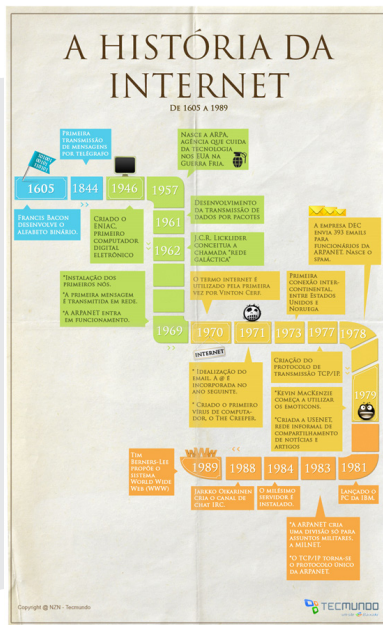 A HISTÓRIA DA
INTERNET
DE 1605 A 1989
PRIMEIRA
TRANSMISSÃO
DE MENSAGENS
POR TELÉGRAFO
NASCE A ARPA,
AGÊNCIA QUE CUIDA
DA TECNOLOGIA
NOS EUA NA
GUERRA FRIA.
1605
1844
1946
1957
FRANCIS BACON
DESENVOLVE O
ALFABETO BINÁRIO.
CRIADO O
ENIAC,
PRIMEIRO
COMPUTADOR
DIGITAL
ELETRÔNICO
1961
DESENVOLVIMENTO
DA TRANSMISSÃO DE
DADOS POR PACOTES
1962
J.C.R. LICKLIDER
CONCEITUA A
CHAMADA "REDE
GALÁCTICA"
A EMPRESA DEC
ENVIA 393 EMAILS
PARA
FUNCIONÁRIOS DA
ARPANET. NASCE O
SPAM.
*INSTALAÇÃO DOS
PRIMEIROS NÓS.
*A PRIMEIRA MENSAGEM
É TRANSMITIDA EM REDE.
*A ARPANET ENTRA
EM FUNCIONAMENTO.
O TERMO INTERNET É
UTILIZADO PELA PRIMEIRA
VEZ POR VINTON CERF.
PRIMEIRA
CONEXÃO INTER-
CONTINENTAL,
ENTRE ESTADOS
UNIDOS E
NORUEGA
1969
1970
1971
1973
1977
1978
INTERNET
* IDEALIZAÇÃO DO
EMAIL. A @ É
INCORPORADA NO
ANO SEGUINTE.
* CRIADO O PRIMEIRO
VÍRUS DE COMPUTA-
DOR, O THE CREEPER.
CRIAÇÃO DO
PROTOCOLO DE
TRANSMISSÃO TCP/IP
1979
*KEVIN MACKENZIE
COMEÇA A UTILIZAR
OS EMOTICONS.
*CRIADA A USENET,
REDE INFORMAL DE
COMPARTILHAMENTO
DE NOTÍCIAS E
ARTIGOS
TIM
BERNERS-LEE
PROPÕE O
SISTEMA
WORLD WIDE
WEB (WWW)
WWW
1989
1988
1984
1983
1981
JARKKO OIKARINEN
CRIA O CANAL DE
CHAT IRC.
O MILÉSIMO
SERVIDOR É
INSTALADO.
LANÇADO O
PC DA IBM.
*A ARPANET CRIA
UMA DIVISÃO SÓ PARA
ASSUNTOS MILITARES,
A MILNET.
*O TCP/IP TORNA-SE
O PROTOCOLO ÚNICO
DA ARPANET.
Copyright @ NZN - Tecmundo
TECMUNDO